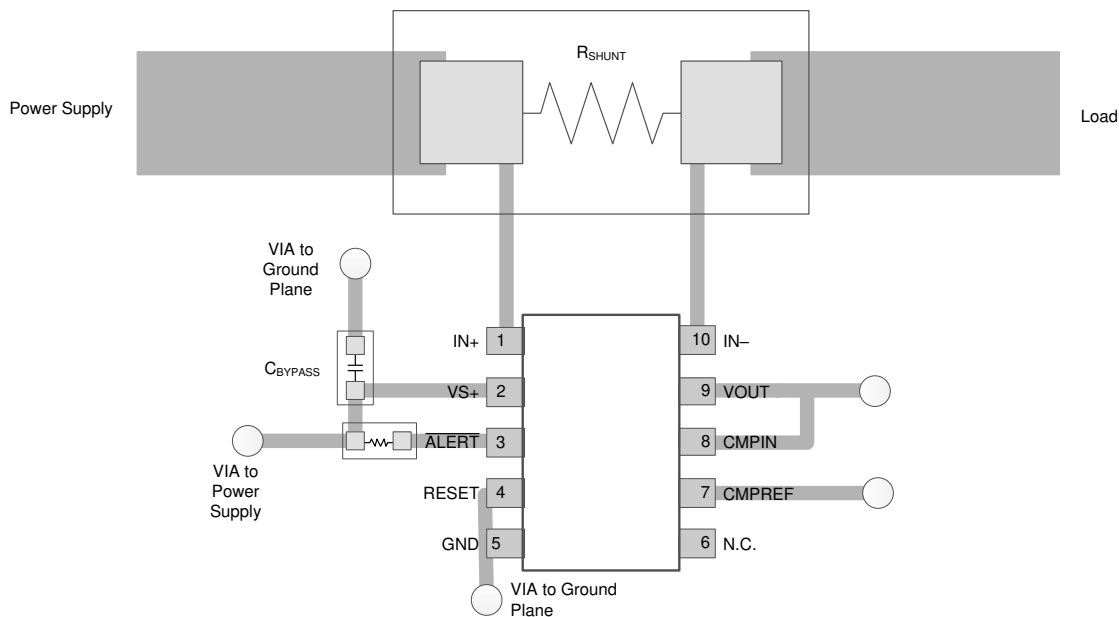 RSHUNT
Power Supply
Load
VIA to
Ground
Plane
IN+
1
10
IN–
CBYPASS
VS+
2
9
VOUT
ALERT
3
8
CMPIN
VIA to
Power
Supply
RESET
4
7
CMPREF
GND
5
6
N.C.
VIA to Ground
Plane